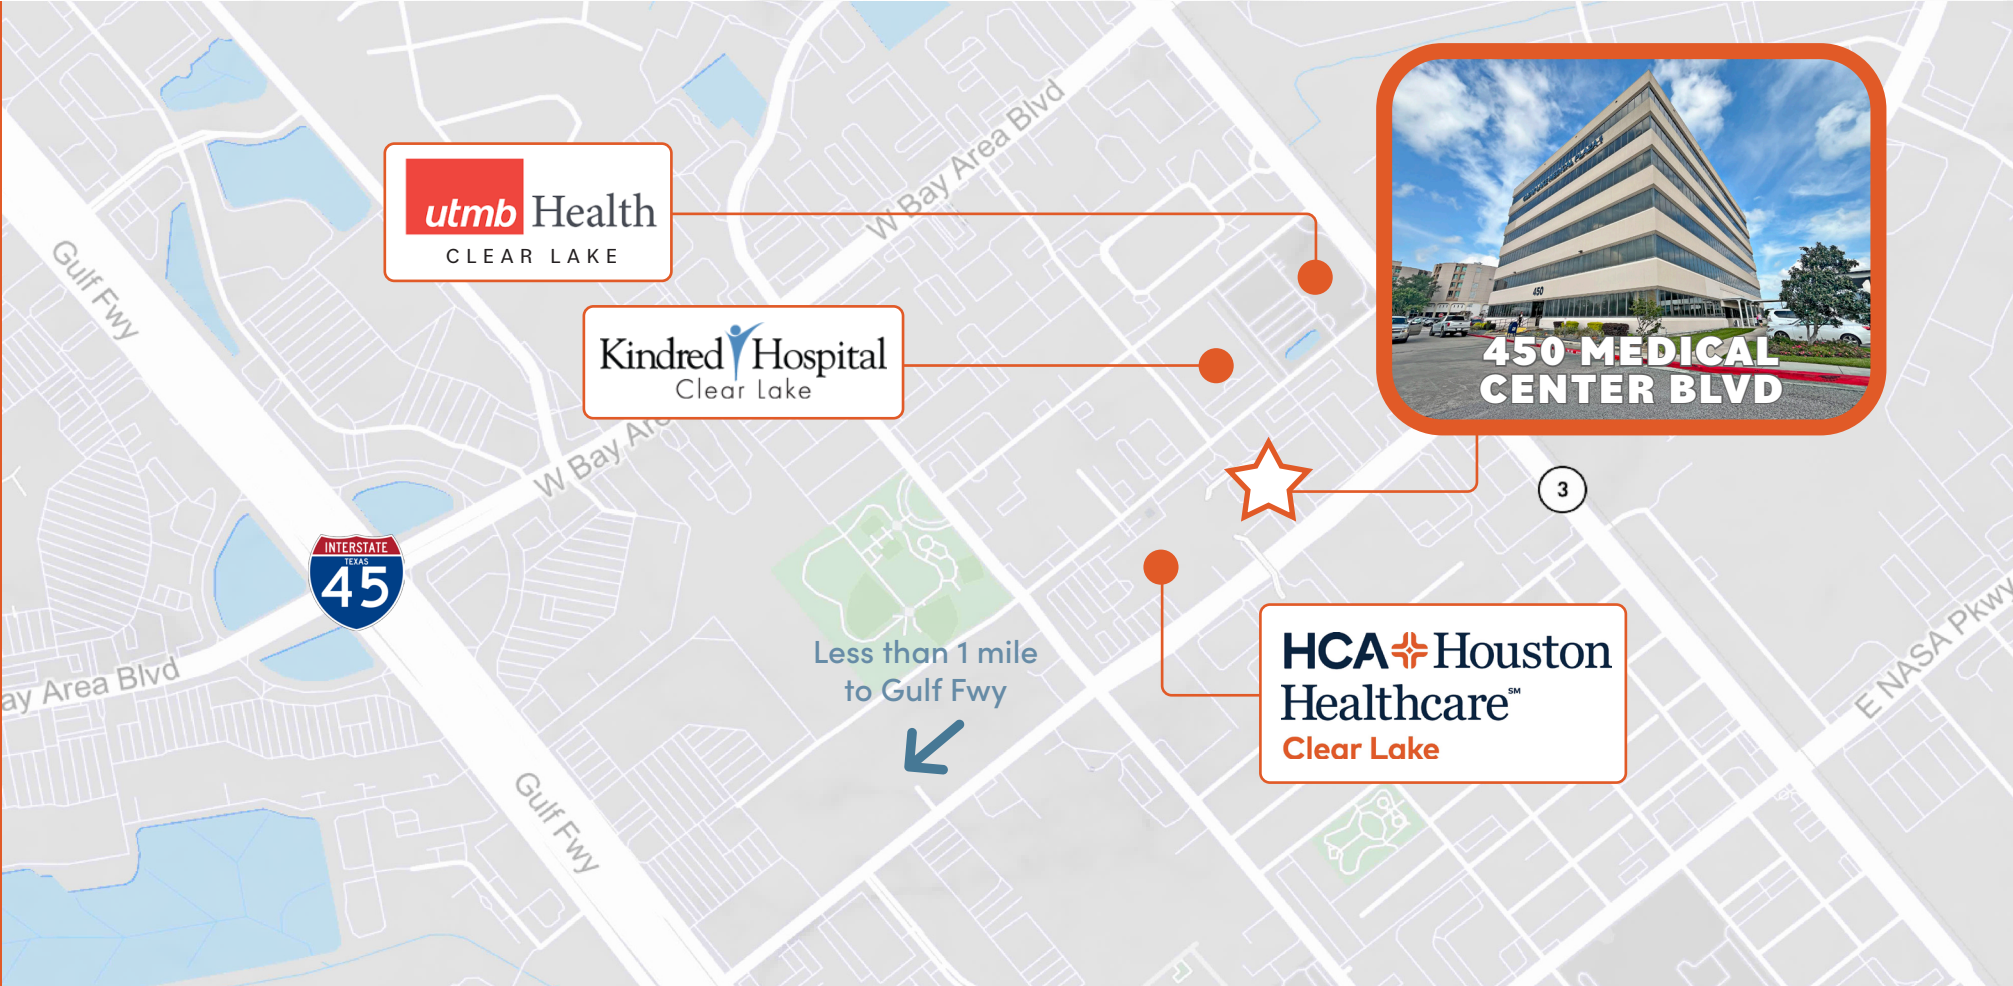 W Bay Area Blvd
utmb Health
CLEAR LAKE
Gulf Fwy
Kindred Hospital
Clear Lake
450
450 MEDICAL
CENTER BLVD
W Bay Are
3
INTERSTATE
TEXAS
45
Less than 1 mile
to Gulf Fwy
HCA Houston
Healthcare℠
Clear Lake
ay Area Blvd
E NASA Pkwy
Gulf Fwy